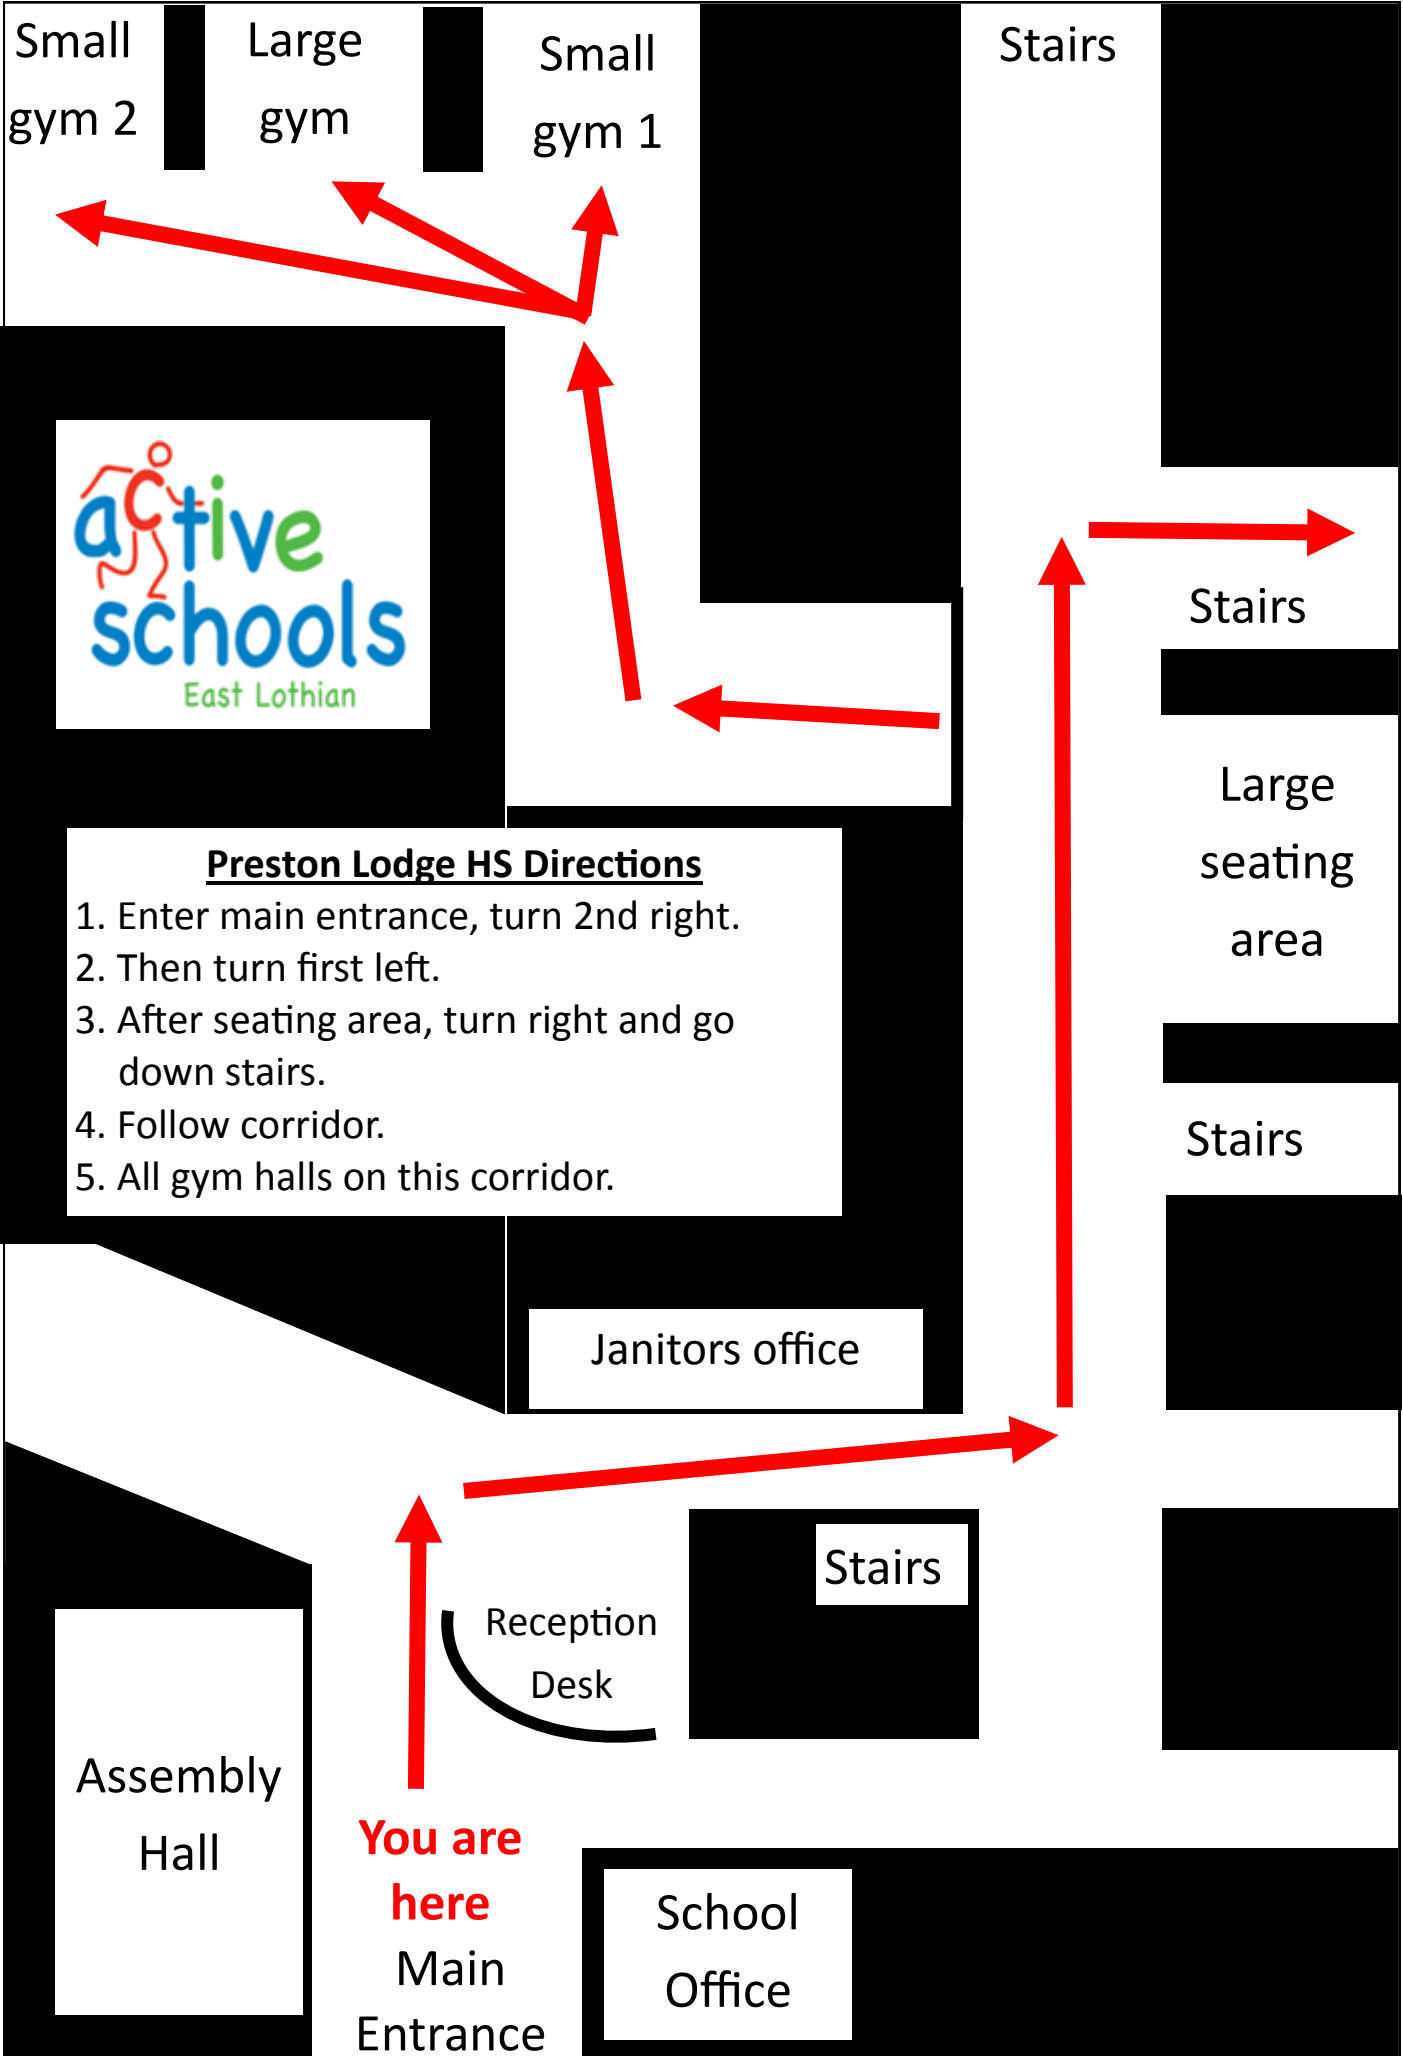 Small
gym 2
Large
gym
Small
gym 1
Stairs
active
schools
East Lothian
Stairs
Large
seating
area
Preston Lodge HS Directions
1. Enter main entrance, turn 2nd right.
2. Then turn first left.
3. After seating area, turn right and go
down stairs.
4. Follow corridor.
5. All gym halls on this corridor.
Stairs
Janitors office
Stairs
Reception
Desk
Assembly
Hall
You are
here
Main
Entrance
School
Office